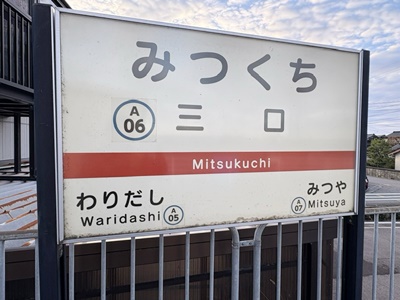 みつくち
A
06
三口
Mitsukuchi
わりだし
Waridashi
A
05
みつや
A
07
Mitsuya